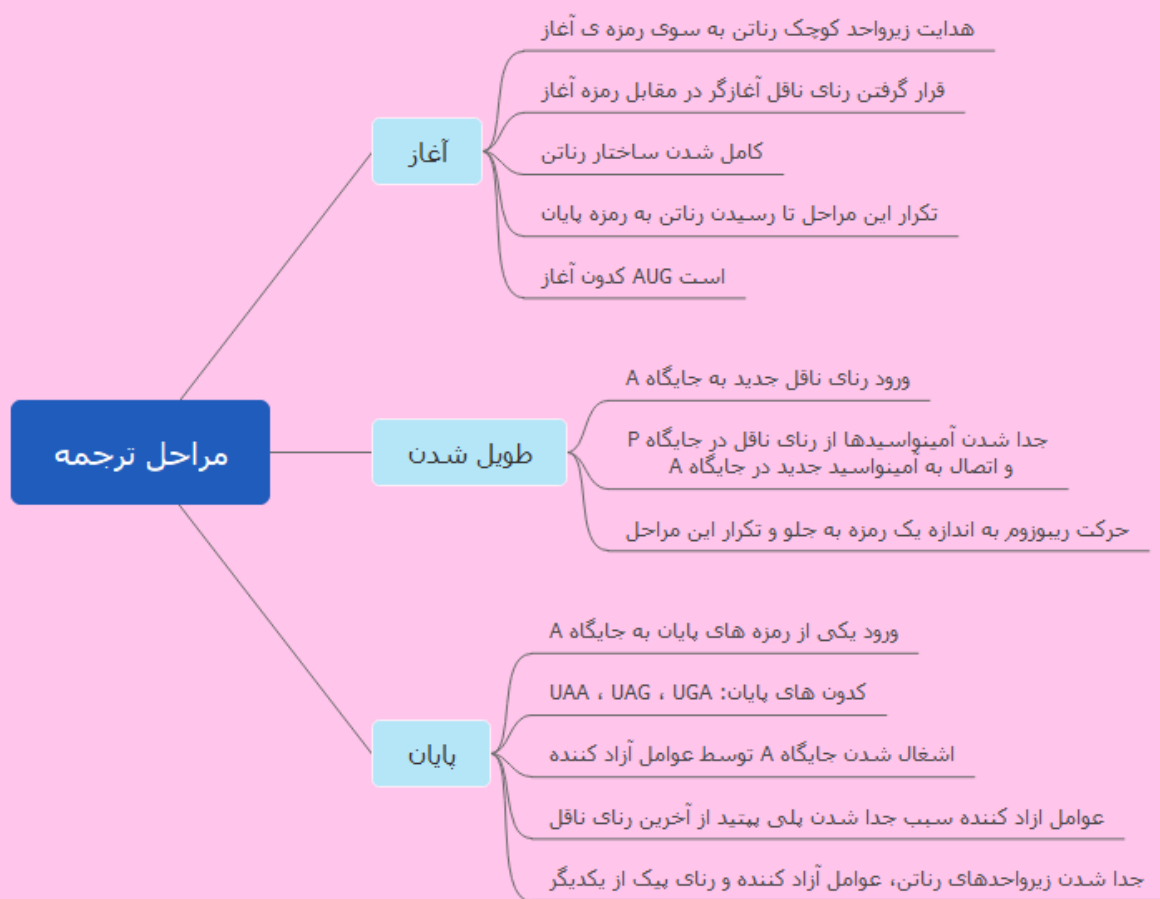 مراحل ترجمه
آغاز
هدایت زیرواحد کوچک رناتن به سوی رمزه ی آغاز
قرار گرفتن رنای ناقل آغازگر در مقابل رمزه آغاز
کامل شدن ساختار رناتن
تکرار این مراحل تا رسیدن رناتن به رمزه پایان
است AUG کدون آغاز
طویل شدن
ورود رنای ناقل جدید به جایگاه A
جدا شدن آمینواسیدها از رنای ناقل در جایگاه P
و اتصال به آمینواسید جدید در جایگاه A
حرکت ریبوزوم به اندازه یک رمزه به جلو و تکرار این مراحل
پایان
ورود یکی از رمزه های پایان به جایگاه A
کدون های پایان: UAA ، UAG ، UGA
اشغال شدن جایگاه A توسط عوامل آزاد کننده
عوامل ازاد کننده سبب جدا شدن پلی پپتید از آخرین رنای ناقل
جدا شدن زیرواحدهای رناتن، عوامل آزاد کننده و رنای پیک از یکدیگر